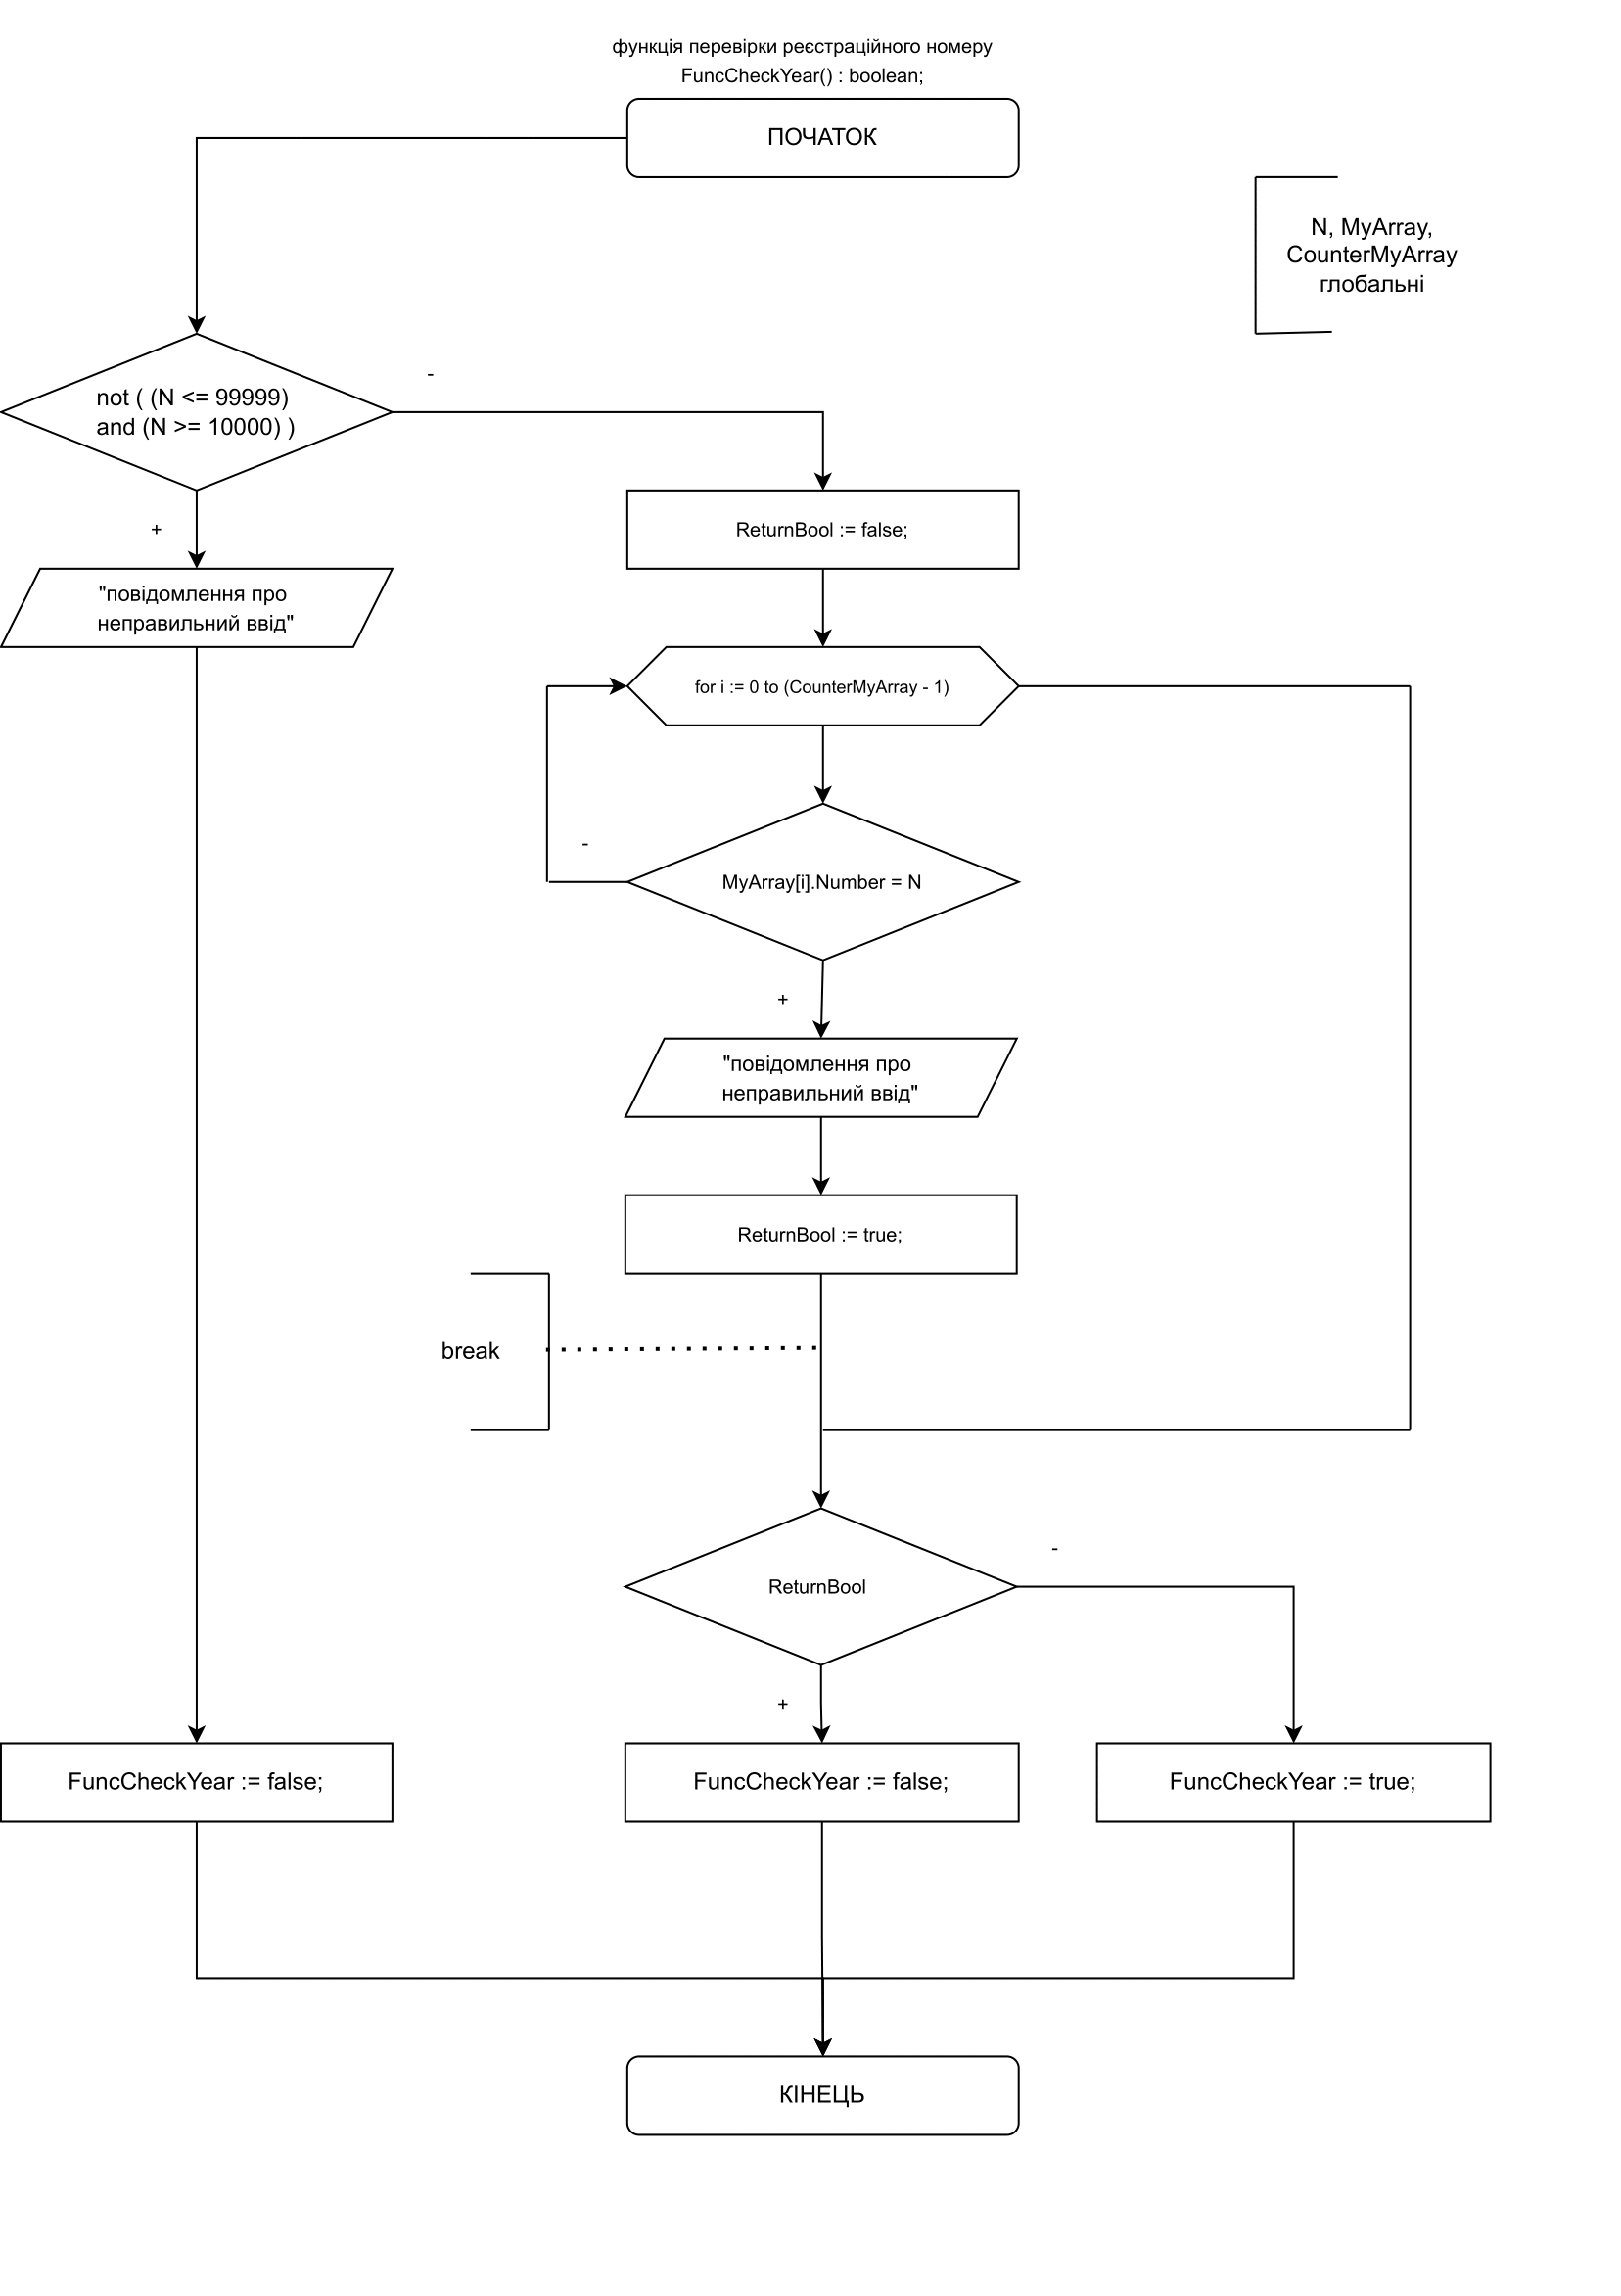 функція перевірки реєстраційного номеру
FuncCheckYear() : boolean;
ПОЧАТОК
N, MyArray,
CounterMyArray
глобальні
-
not ( (N <= 99999)
and (N >= 10000) )
+
ReturnBool := false;
"повідомлення про
неправильний ввід"
for i := 0 to (CounterMyArray - 1)
-
MyArray[i].Number = N
+
"повідомлення про
неправильний ввід"
ReturnBool := true;
break
-
ReturnBool
+
FuncCheckYear := false;
FuncCheckYear := false;
FuncCheckYear := true;
КІНЕЦЬ